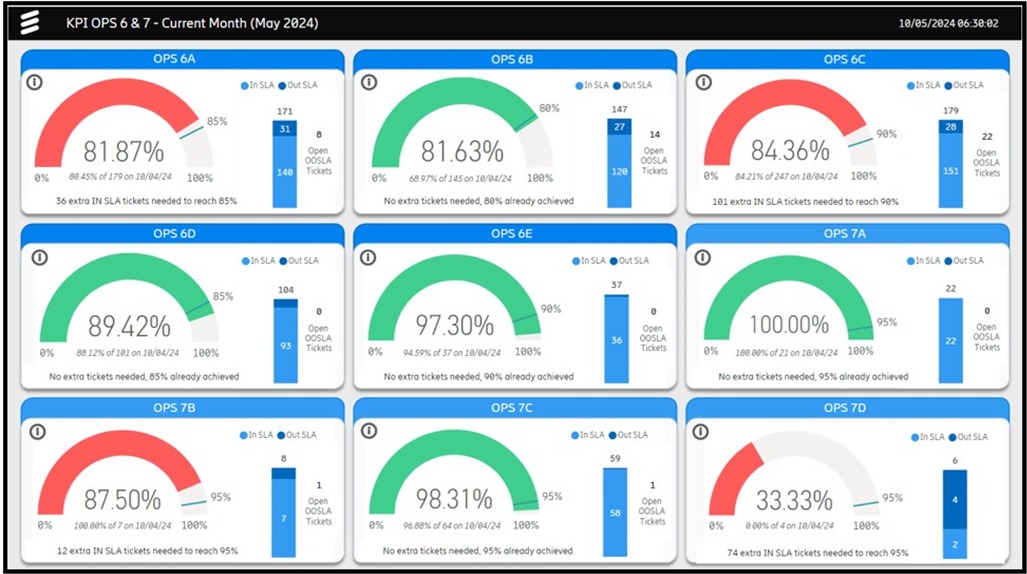 KPI OPS 6 & 7 - Current Month (May 2024)
10/05/2024 06:30:02
OPS 6A
In SLA Out SLA
85%
171
31
140
8
Open
OOSLA
Tickets
81.87%
0%
80.45% of 179 on 10/04/24
100%
36 extra IN SLA tickets needed to reach 85%
OPS 6B
In SLA Out SLA
80%
147
27
120
14
Open
OOSLA
Tickets
81.63%
0%
68.97% of 145 on 10/04/24
100%
No extra tickets needed, 80% already achieved
OPS 6C
In SLA Out SLA
90%
179
28
151
22
Open
OOSLA
Tickets
84.36%
0%
84.21% of 247 on 10/04/24
100%
101 extra IN SLA tickets needed to reach 90%
OPS 6D
In SLA Out SLA
85%
104
93
0
Open
OOSLA
Tickets
89.42%
0%
88.12% of 101 on 10/04/24
100%
No extra tickets needed, 85% already achieved
OPS 6E
In SLA Out SLA
90%
37
36
0
Open
OOSLA
Tickets
97.30%
0%
94.59% of 37 on 10/04/24
100%
No extra tickets needed, 90% already achieved
OPS 7A
In SLA Out SLA
95%
22
22
0
Open
OOSLA
Tickets
100.00%
0%
100.00% of 21 on 10/04/24
100%
No extra tickets needed, 95% already achieved
OPS 7B
In SLA Out SLA
95%
8
7
1
Open
OOSLA
Tickets
87.50%
0%
100.00% of 7 on 10/04/24
100%
12 extra IN SLA tickets needed to reach 95%
OPS 7C
In SLA Out SLA
95%
59
58
1
Open
OOSLA
Tickets
98.31%
0%
96.88% of 64 on 10/04/24
100%
No extra tickets needed, 95% already achieved
OPS 7D
In SLA Out SLA
95%
6
4
2
33.33%
0%
0.00% of 4 on 10/04/24
100%
74 extra IN SLA tickets needed to reach 95%